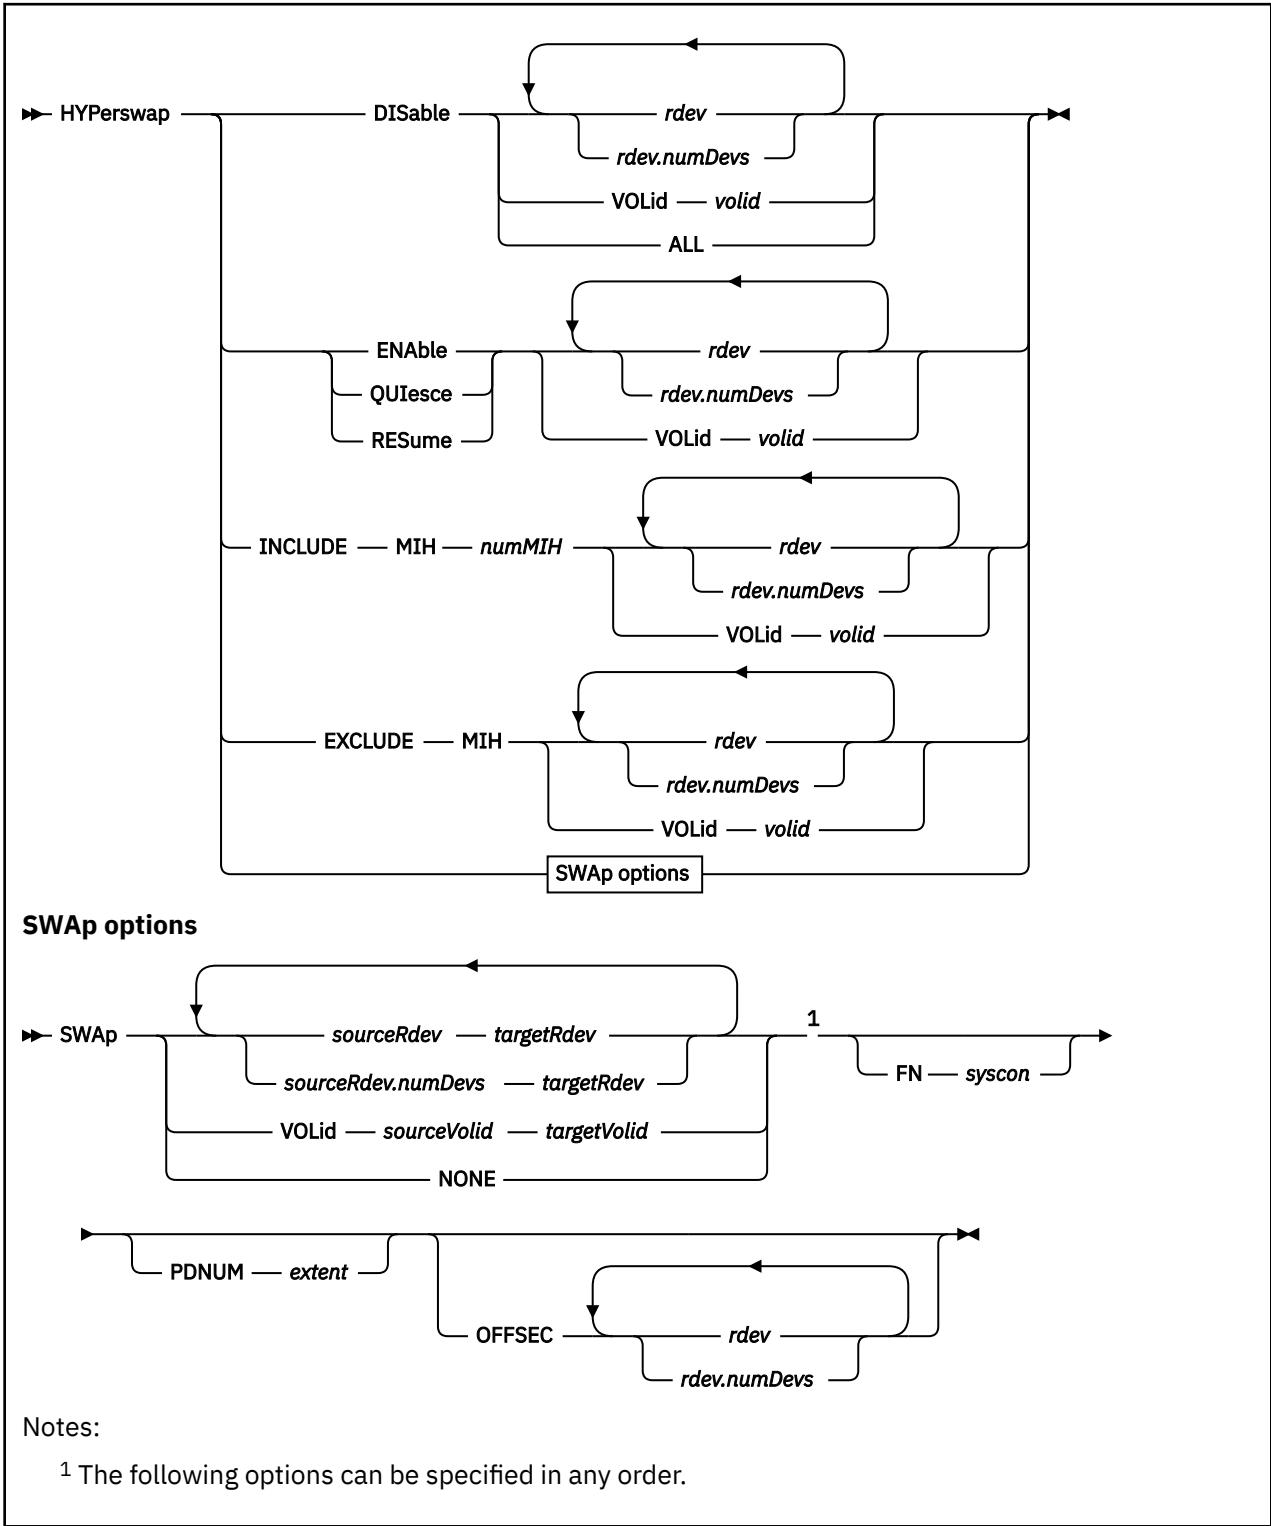 HYPerswap DISable rdev
rdev.numDevs
VOLid volid
ALL
ENAble rdev
QUIesce rdev.numDevs
RESume VOLid volid
INCLUDE MIH numMIH rdev
rdev.numDevs
VOLid volid
EXCLUDE MIH rdev
rdev.numDevs
VOLid volid
SWAp options
SWAp options
SWAp sourceRdev targetRdev 1
sourceRdev.numDevs targetRdev FN syscon
VOLid sourceVolid targetVolid
NONE
PDNUM extent
OFFSEC rdev
rdev.numDevs
Notes:
1 The following options can be specified in any order.